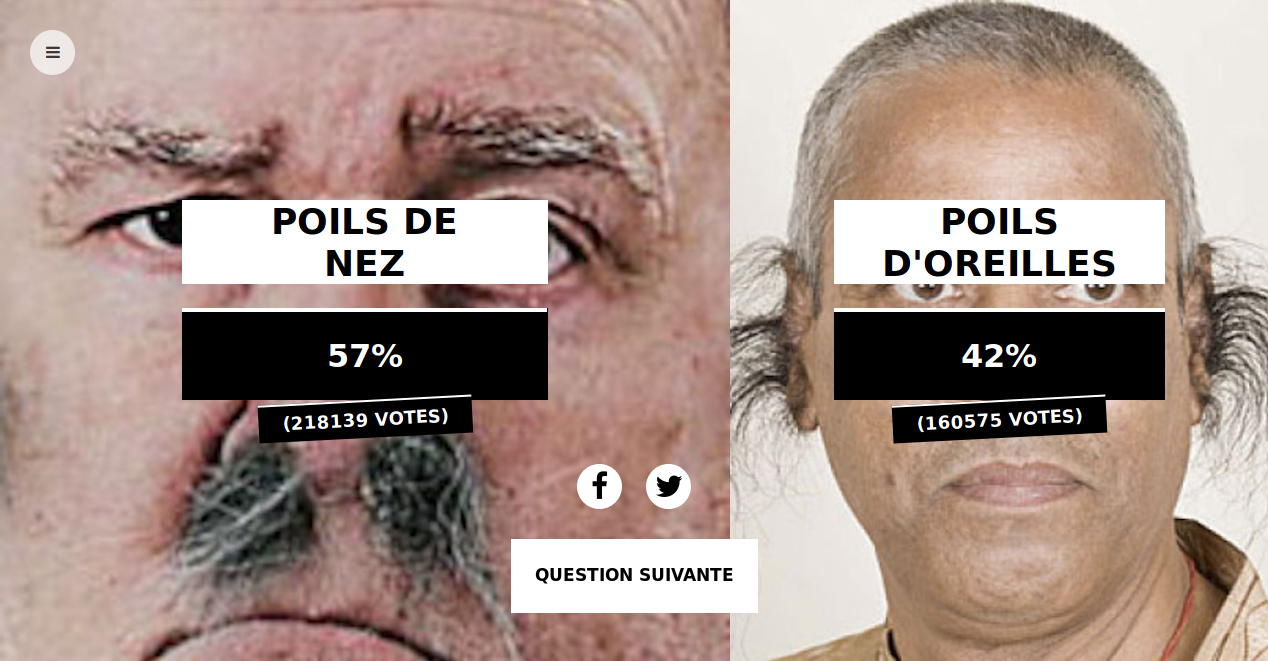 POILS DE
NEZ
57%
(218139 VOTES)
POILS
D'OREILLES
42%
(160575 VOTES)
QUESTION SUIVANTE